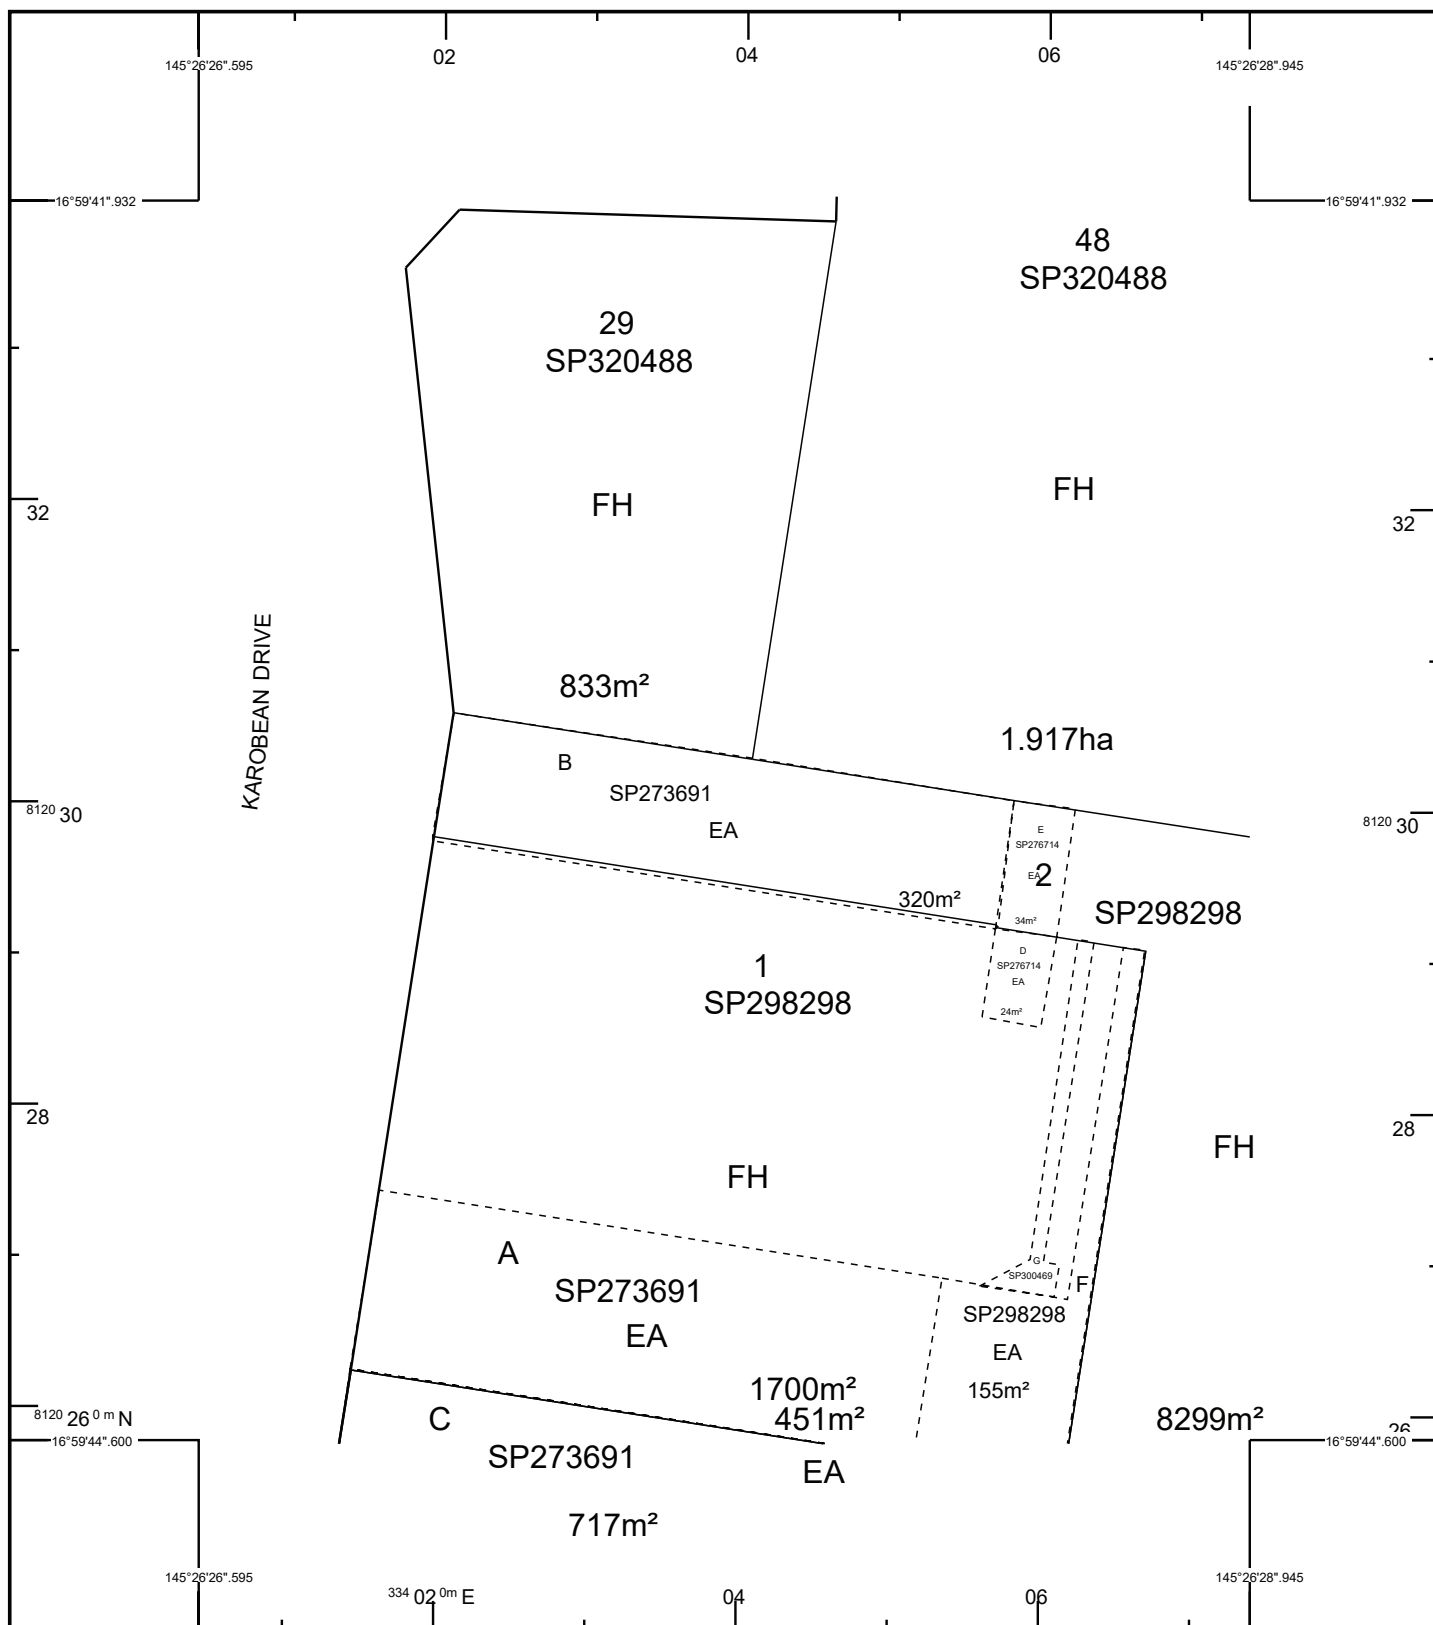 02
04
06
145°26'26".595
145°26'28".945
16°59'41".932
16°59'41".932
48
SP320488
29
SP320488
FH
FH
32
32
KAROBEAN DRIVE
833m²
1.917ha
B
SP273691
EA
8120 30
8120 30
E
SP276714
EA
2
34m²
320m²
SP298298
D
SP276714
EA
24m²
1
SP298298
28
28
FH
FH
A
SP273691
EA
G
SP300469
F
SP298298
EA
155m²
1700m²
451m²
8299m²
C
SP273691
EA
717m²
8120 26 0 m N
26
16°59'44".600
16°59'44".600
145°26'26".595
145°26'28".945
334 02 0m E
04
06